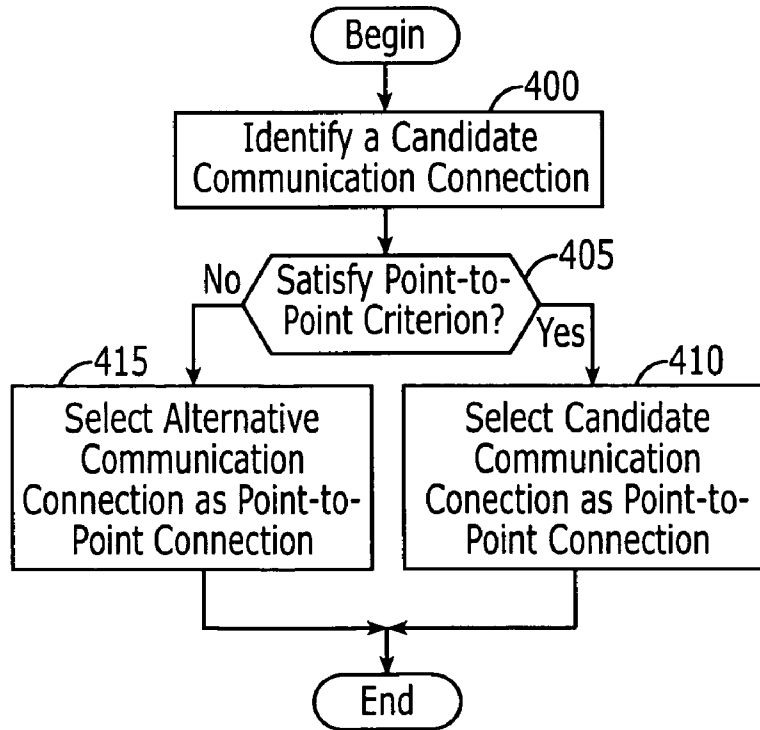 Begin
400
Identify a Candidate
Communication Connection
405
No
Satisfy Point-to-
Point Criterion?
Yes
415
Select Alternative
Communication
Connection as Point-to-
Point Connection
410
Select Candidate
Communication
Conection as Point-to-
Point Connection
End